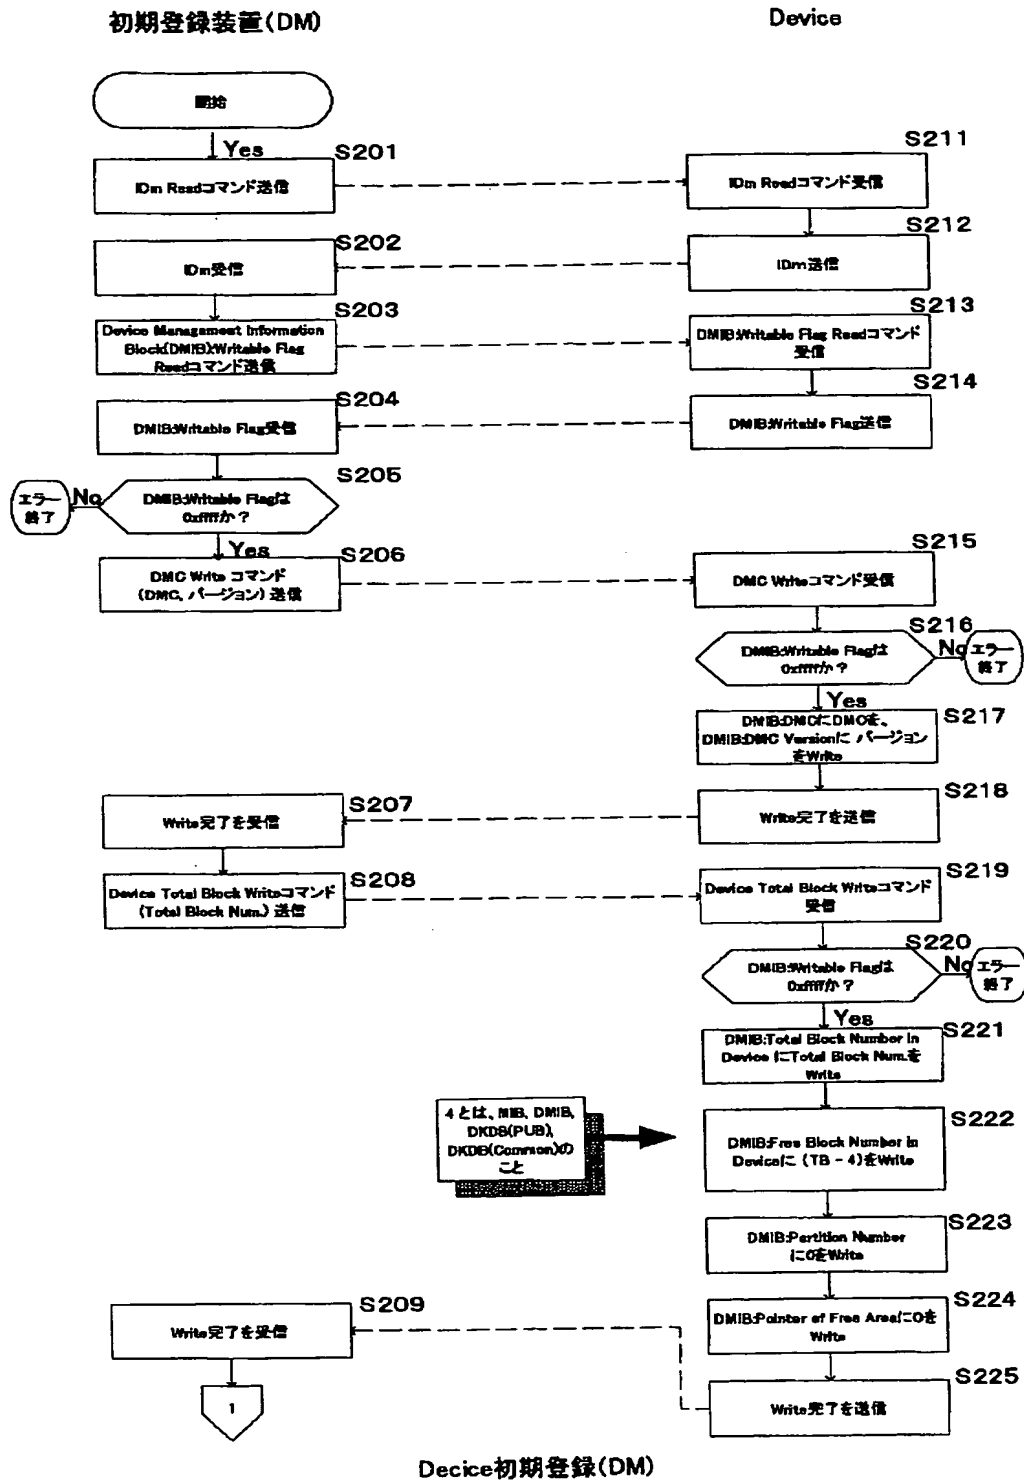 初期登録装置(DM)
Device
開始
Yes
S201
IDm Readコマンド送信
S211
IDm Readコマンド受信
S202
IDm受信
S212
IDm送信
S203
Device Management Information
Block(DMIB):Writable Flag
Readコマンド送信
S213
DMIB:Writable Flag Readコマンド
受信
S204
DMIB:Writable Flag受信
S214
DMIB:Writable Flag送信
S205
DMIB:Writable Flagは
0xffffか?
No
エラー
終了
Yes
S206
DMC Write コマンド
(DMC、バージョン) 送信
S215
DMC Writeコマンド受信
S216
DMIB:Writable Flagは
0xffffか?
No
エラー
終了
Yes
S217
DMIB:DMCにDMCを、
DMIB:DMC Versionに バージョン
をWrite
S207
Write完了を受信
S218
Write完了を送信
S208
Device Total Block Writeコマンド
(Total Block Num.) 送信
S219
Device Total Block Writeコマンド
受信
S220
DMIB:Writable Flagは
0xffffか?
No
エラー
終了
Yes
S221
DMIB:Total Block Number in
Device にTotal Block Num.を
Write
4とは、MIB、DMIB、
DKDB(PUB)、
DKDB(Common)の
こと
S222
DMIB:Free Block Number in
Deviceに (TB - 4)をWrite
S223
DMIB:Partition Number
に0をWrite
S209
Write完了を受信
S224
DMIB:Pointer of Free Areaに0を
Write
S225
Write完了を送信
1
Decice初期登録(DM)